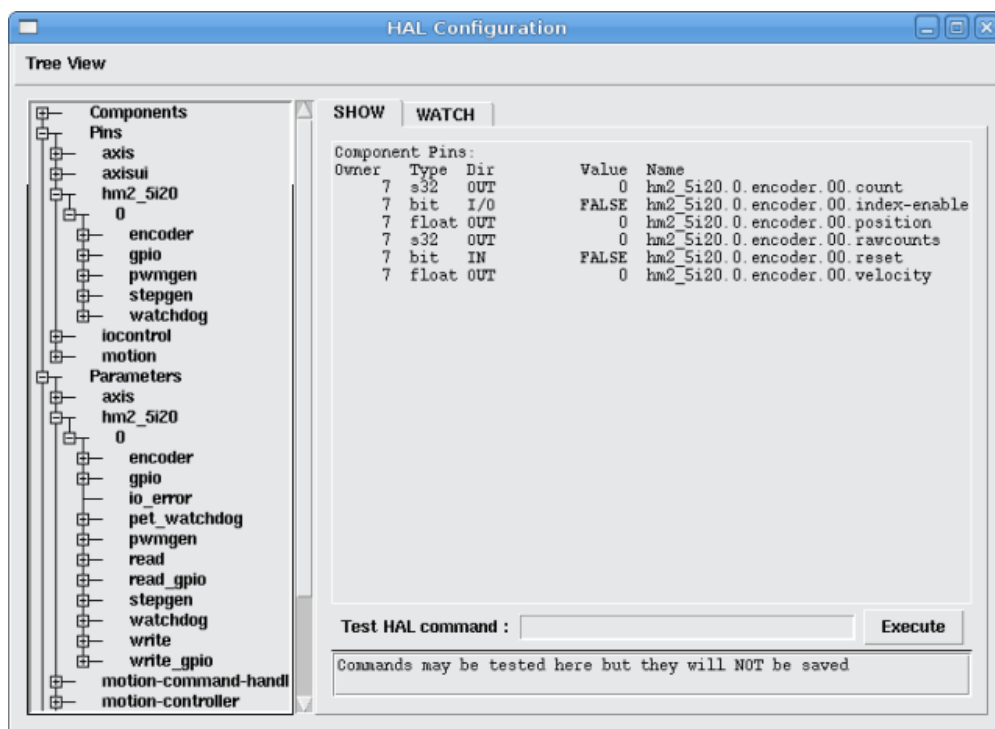 HAL Configuration
Tree View
Components
Pins
axis
axisui
hm2_5i20
0
encoder
gpio
pwmgen
stepgen
watchdog
iocontrol
motion
Parameters
axis
hm2_5i20
0
encoder
gpio
io_error
pet_watchdog
pwmgen
read
read_gpio
stepgen
watchdog
write
write_gpio
motion-command-handl
motion-controller
SHOW WATCH
Component Pins:
Owner Type Dir Value Name
7 s32 OUT 0 hm2_5i20.0.encoder.00.count
7 bit I/O FALSE hm2_5i20.0.encoder.00.index-enable
7 float OUT 0 hm2_5i20.0.encoder.00.position
7 s32 OUT 0 hm2_5i20.0.encoder.00.rawcounts
7 bit IN FALSE hm2_5i20.0.encoder.00.reset
7 float OUT 0 hm2_5i20.0.encoder.00.velocity
Test HAL command : Execute
Commands may be tested here but they will NOT be saved